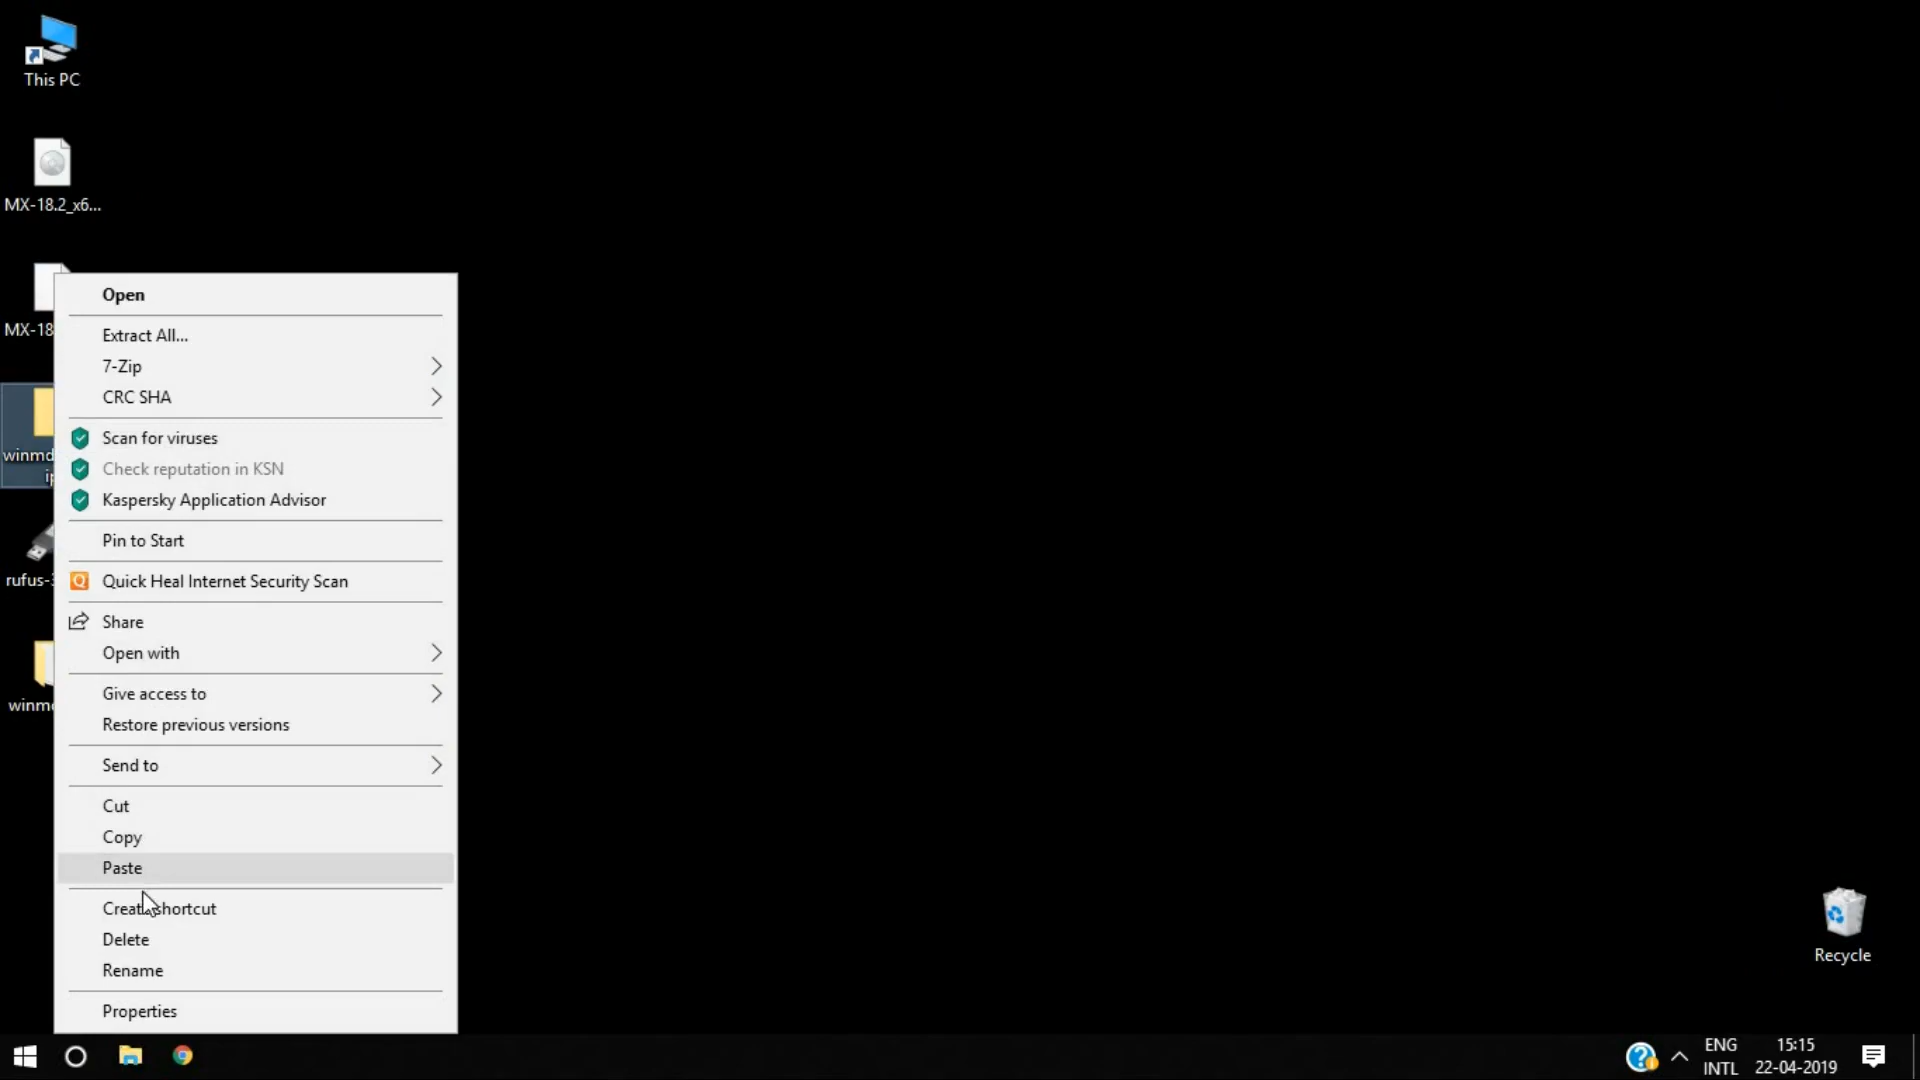 This PC
MX-18.2_x6...
MX-18
winmd
ip
rufus-3
winmd
Open
Extract All...
7-Zip
CRC SHA
Scan for viruses
Check reputation in KSN
Kaspersky Application Advisor
Pin to Start
Quick Heal Internet Security Scan
Share
Open with
Give access to
Restore previous versions
Send to
Cut
Copy
Paste
Create shortcut
Delete
Rename
Properties
Recycle
ENG
INTL
15:15
22-04-2019